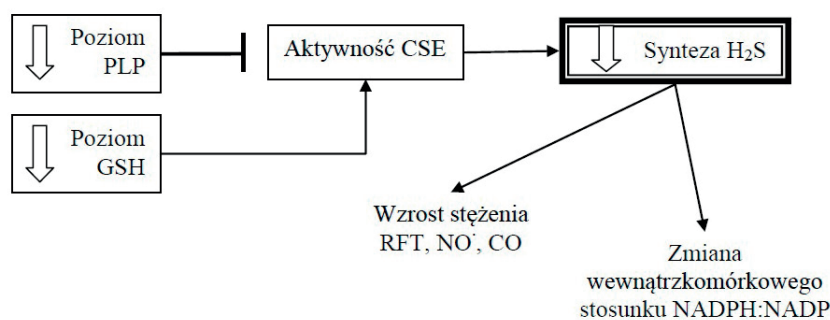 Poziom
PLP
Aktywność CSE
Synteza H₂S
Poziom
GSH
Wzrost stężenia
RFT, NO˙, CO
Zmiana
wewnątrzkomórkowego
stosunku NADPH:NADP